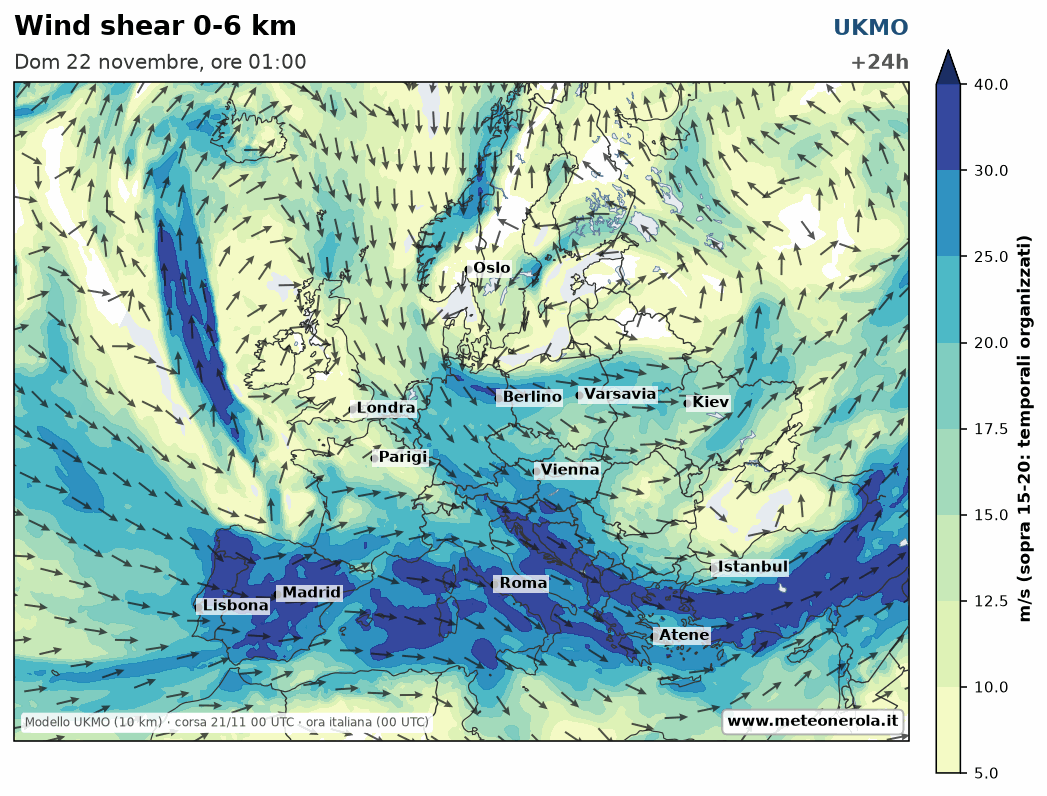 Wind shear 0-6 km
UKMO
Dom 22 novembre, ore 01:00
+24h
40.0
30.0
25.0
20.0
17.5
15.0
12.5
10.0
5.0
m/s (sopra 15-20: temporali organizzati)
Oslo
Berlino
Varsavia
Kiev
Londra
Parigi
Vienna
Istanbul
Roma
Madrid
Lisbona
Atene
Modello UKMO (10 km) · corsa 21/11 00 UTC · ora italiana (00 UTC)
www.meteonerola.it